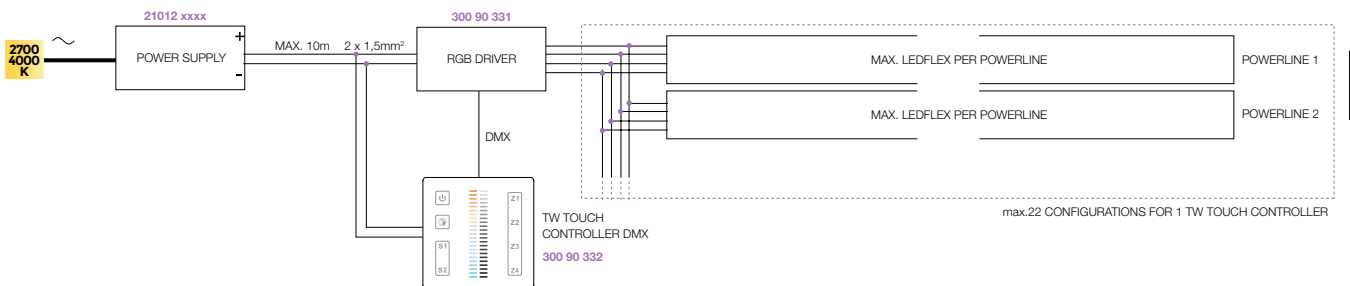 21012 xxxx
300 90 331
2700
4000
K
POWER SUPPLY
+
-
MAX. 10m 2 x 1,5mm²
RGB DRIVER
MAX. LEDFLEX PER POWERLINE
POWERLINE 1
MAX. LEDFLEX PER POWERLINE
POWERLINE 2
DMX
max.22 CONFIGURATIONS FOR 1 TW TOUCH CONTROLLER
Z1
Z2
S1
Z3
S2
Z4
TW TOUCH
CONTROLLER DMX
300 90 332